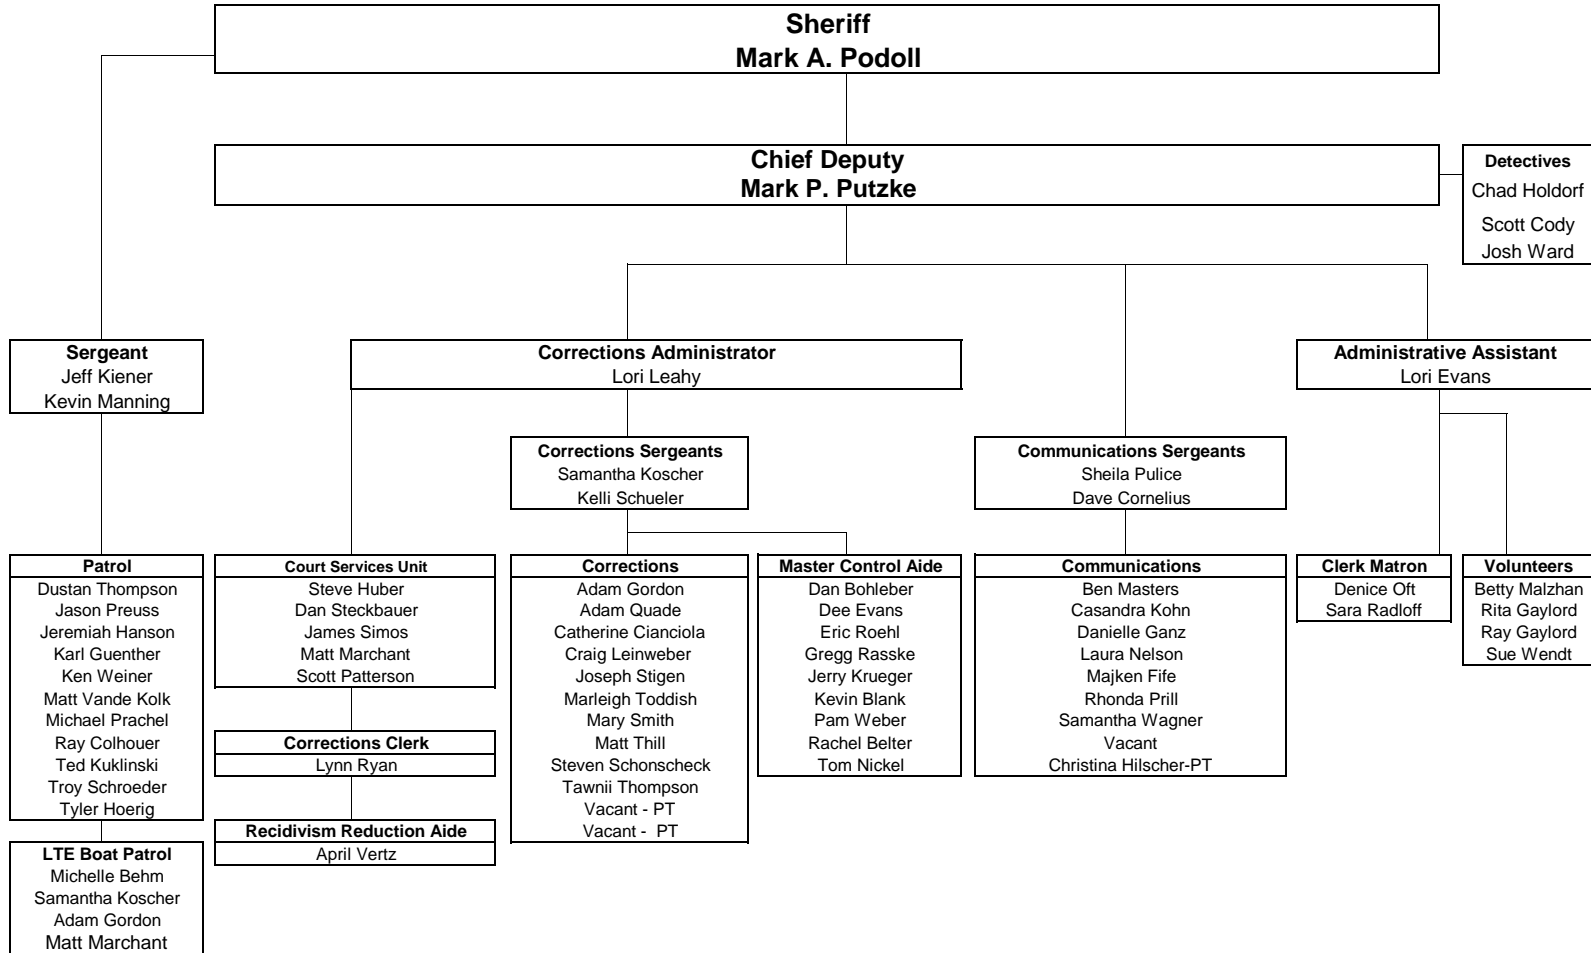 Sheriff
Mark A. Podoll
Chief Deputy
Mark P. Putzke
Detectives
Chad Holdorf
Scott Cody
Josh Ward
Sergeant
Jeff Kiener
Kevin Manning
Corrections Administrator
Lori Leahy
Administrative Assistant
Lori Evans
Corrections Sergeants
Samantha Koscher
Kelli Schueler
Communications Sergeants
Sheila Pulice
Dave Cornelius
Patrol
Dustan Thompson
Jason Preuss
Jeremiah Hanson
Karl Guenther
Ken Weiner
Matt Vande Kolk
Michael Prachel
Ray Colhouer
Ted Kuklinski
Troy Schroeder
Tyler Hoerig
LTE Boat Patrol
Michelle Behm
Samantha Koscher
Adam Gordon
Matt Marchant
Court Services Unit
Steve Huber
Dan Steckbauer
James Simos
Matt Marchant
Scott Patterson
Corrections Clerk
Lynn Ryan
Recidivism Reduction Aide
April Vertz
Corrections
Adam Gordon
Adam Quade
Catherine Cianciola
Craig Leinweber
Joseph Stigen
Marleigh Toddish
Mary Smith
Matt Thill
Steven Schonscheck
Tawnii Thompson
Vacant - PT
Vacant -  PT
Master Control Aide
Dan Bohleber
Dee Evans
Eric Roehl
Gregg Rasske
Jerry Krueger
Kevin Blank
Pam Weber
Rachel Belter
Tom Nickel
Communications
Ben Masters
Casandra Kohn
Danielle Ganz
Laura Nelson
Majken Fife
Rhonda Prill
Samantha Wagner
Vacant
Christina Hilscher-PT
Clerk Matron
Denice Oft
Sara Radloff
Volunteers
Betty Malzhan
Rita Gaylord
Ray Gaylord
Sue Wendt